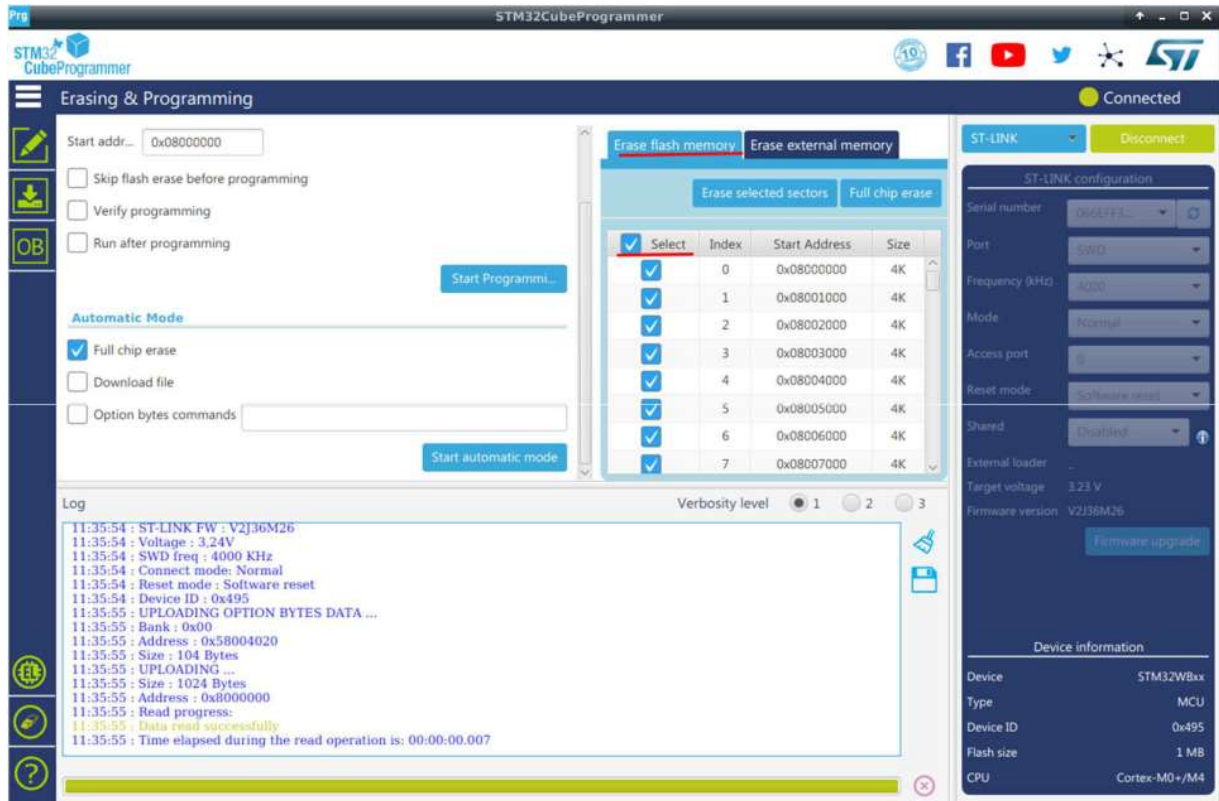 Prg
STM32CubeProgrammer
STM32
CubeProgrammer
10
ST
Erasing & Programming
Connected
Start addr... 0x08000000
Skip flash erase before programming
Verify programming
Run after programming
Start Programmi...
Automatic Mode
Full chip erase
Download file
Option bytes commands
Start automatic mode
OB
Erase flash memory Erase external memory
Erase selected sectors Full chip erase
Select Index Start Address Size
0 0x08000000 4K
1 0x08001000 4K
2 0x08002000 4K
3 0x08003000 4K
4 0x08004000 4K
5 0x08005000 4K
6 0x08006000 4K
7 0x08007000 4K
Log
Verbosity level 1 2 3
11:35:54 : ST-LINK FW : V2J36M26
11:35:54 : Voltage : 3,24V
11:35:54 : SWD freq : 4000 KHz
11:35:54 : Connect mode: Normal
11:35:54 : Reset mode : Software reset
11:35:54 : Device ID : 0x495
11:35:55 : UPLOADING OPTION BYTES DATA ...
11:35:55 : Bank : 0x00
11:35:55 : Address : 0x58004020
11:35:55 : Size : 104 Bytes
11:35:55 : UPLOADING ...
11:35:55 : Size : 1024 Bytes
11:35:55 : Address : 0x8000000
11:35:55 : Read progress:
11:35:55 : Data read successfully
11:35:55 : Time elapsed during the read operation is: 00:00:00.007
ST-LINK Disconnect
ST-LINK configuration
Serial number
Port SWD
Frequency (kHz) 4000
Mode Normal
Access port 0
Reset mode Software reset
Shared Disabled
External loader _
Target voltage 3.23 V
Firmware version V2J36M26
Firmware upgrade
Device information
Device STM32WBxx
Type MCU
Device ID 0x495
Flash size 1 MB
CPU Cortex-M0+/M4